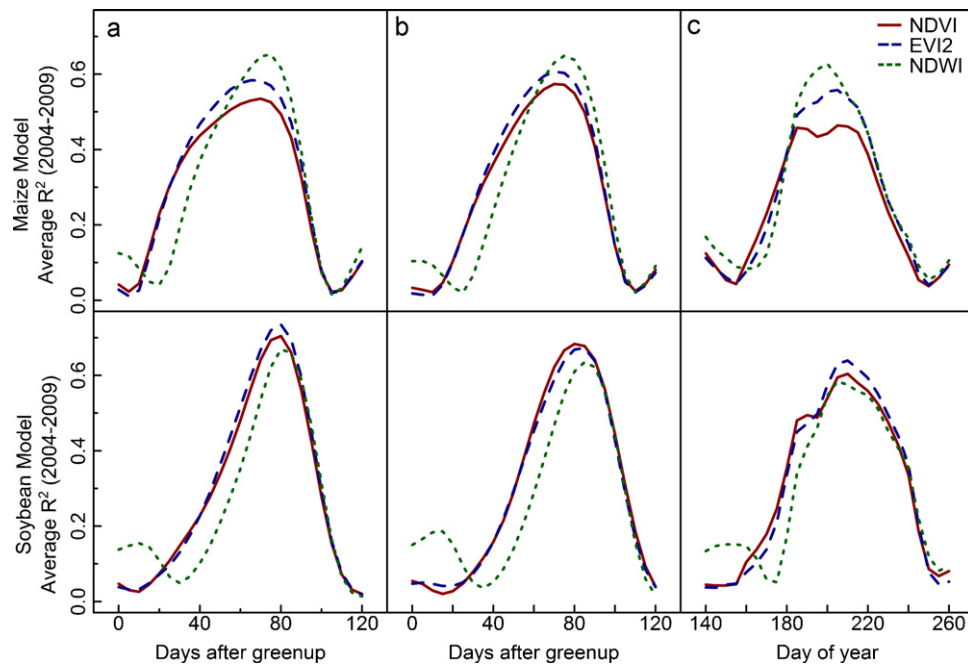 a
b
c
NDVI
EVI2
NDWI
Maize Model
Average R² (2004-2009)
0.6
0.4
0.2
0.0
Soybean Model
Average R² (2004-2009)
0.6
0.4
0.2
0.0
0 40 80 120
0 40 80 120
140 180 220 260
Days after greenup
Days after greenup
Day of year